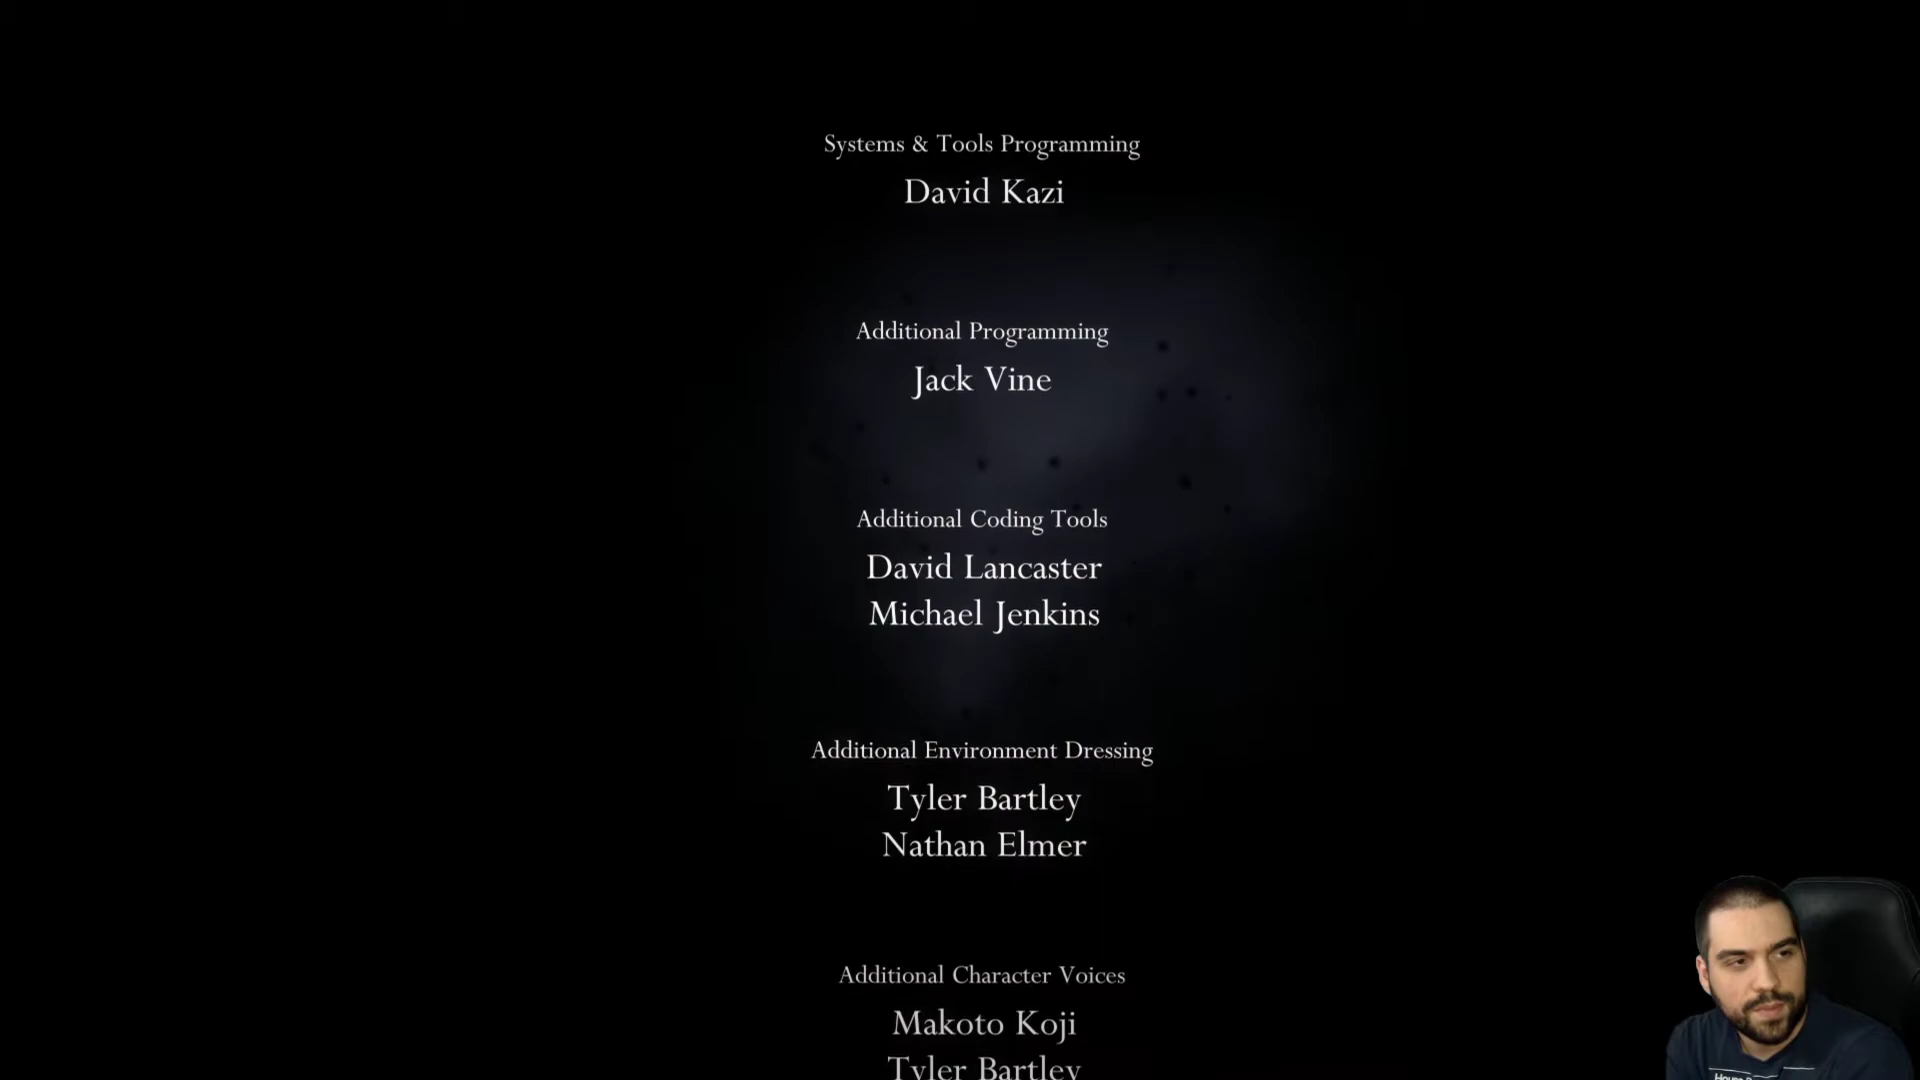 Systems & Tools Programming
David Kazi
Additional Programming
Jack Vine
Additional Coding Tools
David Lancaster
Michael Jenkins
Additional Environment Dressing
Tyler Bartley
Nathan Elmer
Additional Character Voices
Makoto Koji
Tyler Bartley